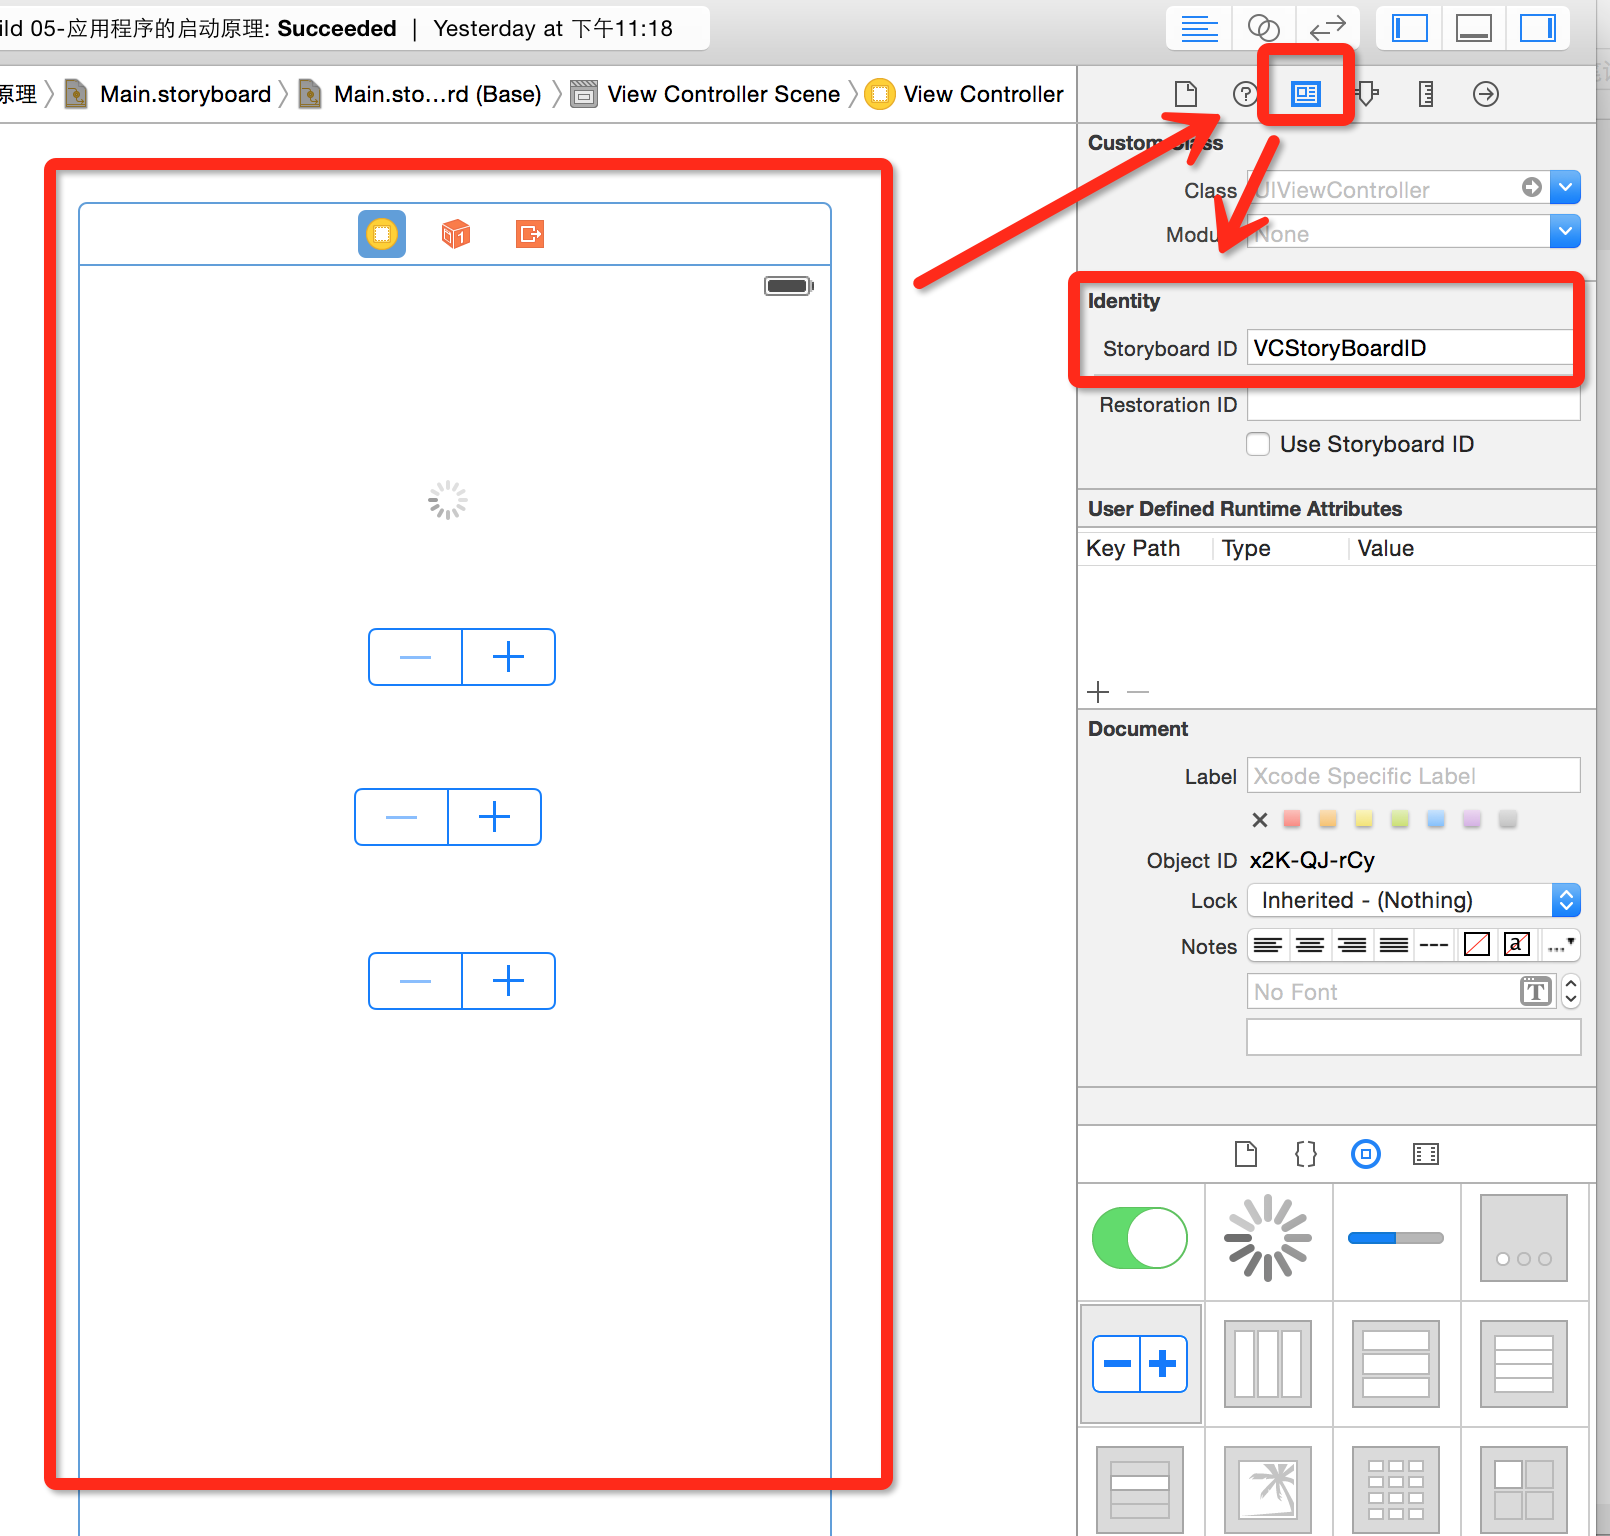 ild 05-应用程序的启动原理: Succeeded | Yesterday at 下午11:18
原理 Main.storyboard Main.sto...rd (Base) View Controller Scene View Controller
Custom Class
Class UIViewController
Modu None
Identity
Storyboard ID VCStoryBoardID
Restoration ID
Use Storyboard ID
User Defined Runtime Attributes
Key Path Type Value
Document
Label Xcode Specific Label
Object ID x2K-QJ-rCy
Lock Inherited - (Nothing)
Notes
No Font